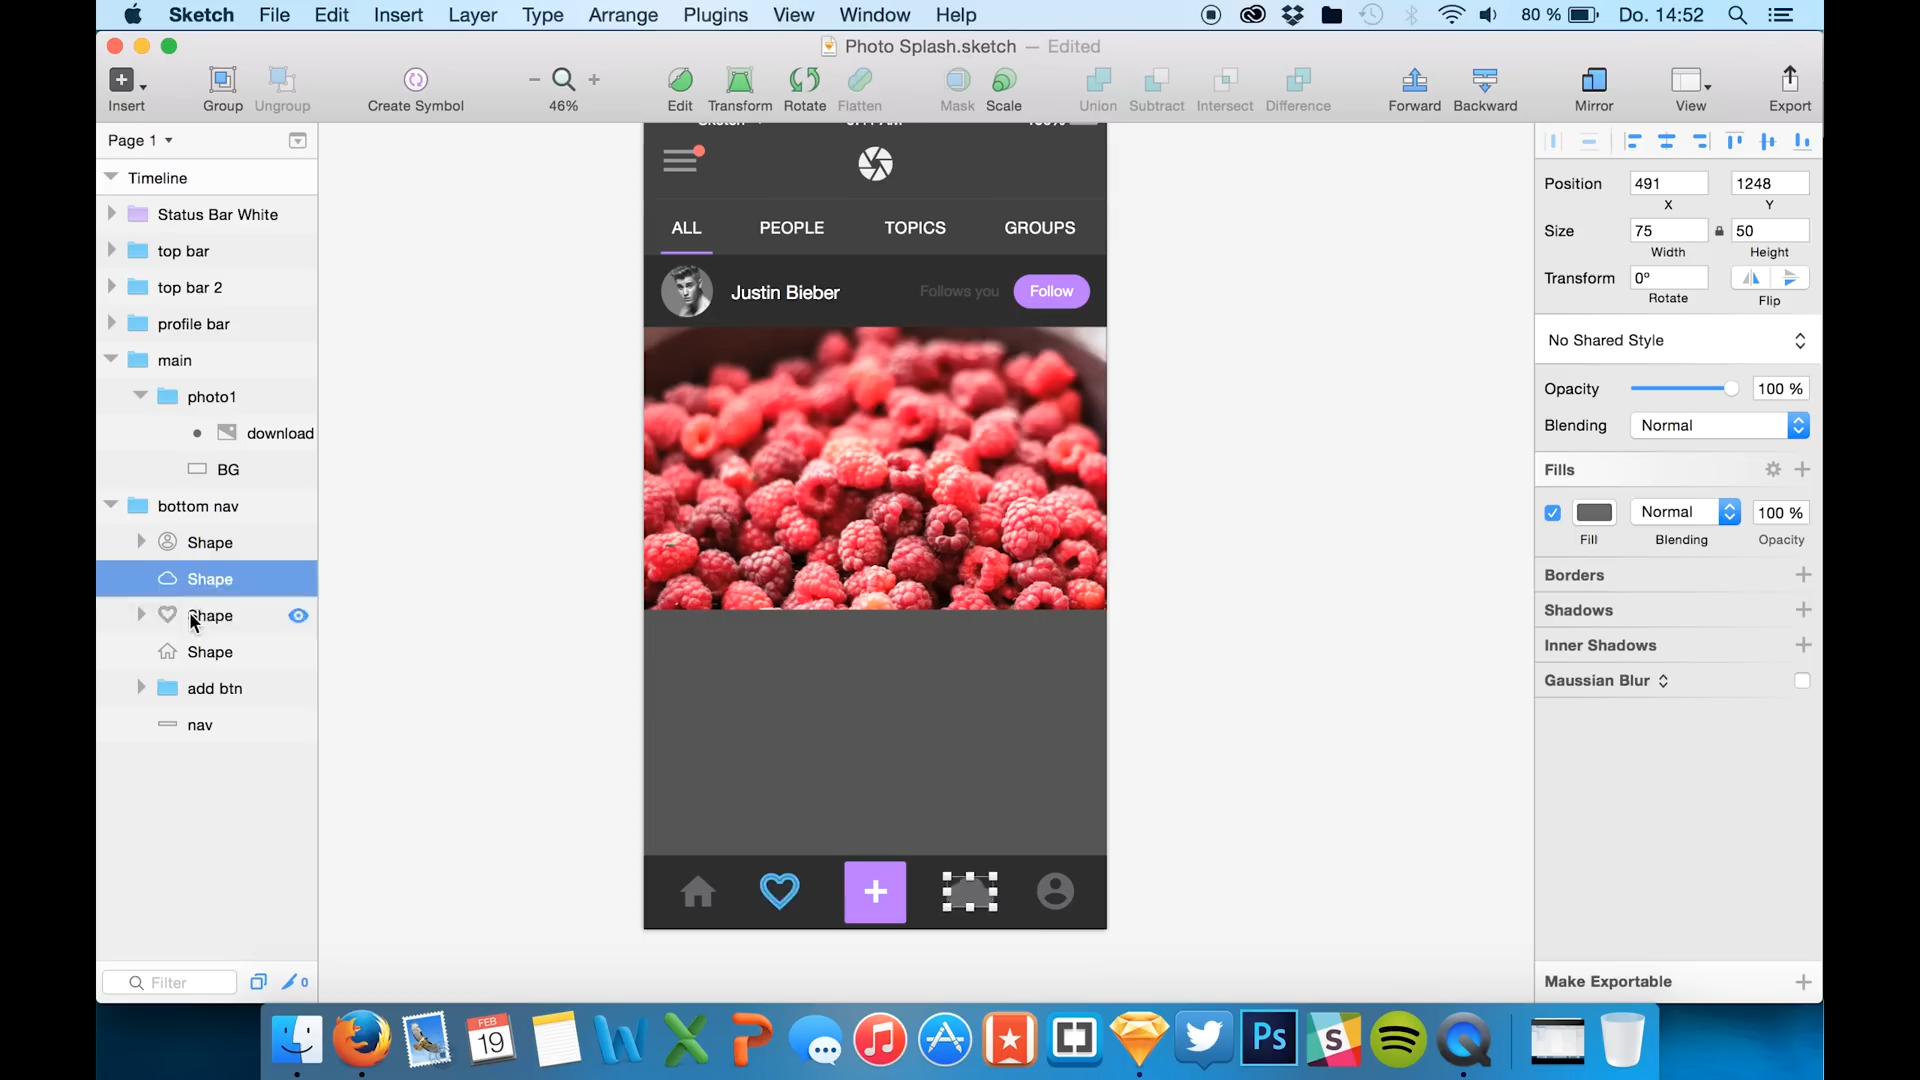 Sketch File Edit Insert Layer Type Arrange Plugins View Window Help 80 % Do. 14:52
Photo Splash.sketch — Edited
Insert Group Ungroup Create Symbol 46% Edit Transform Rotate Flatten Mask Scale Union Subtract Intersect Difference Forward Backward Mirror View Export
Page 1
Timeline
Status Bar White
top bar
top bar 2
profile bar
main
photo1
download
BG
bottom nav
Shape
Shape
Shape
Shape
add btn
nav
Filter
0
ALL PEOPLE TOPICS GROUPS
Justin Bieber Follows you Follow
Position 491 1248
X Y
Size 75 50
Width Height
Transform 0°
Rotate Flip
No Shared Style
Opacity 100 %
Blending Normal
Fills
Normal 100 %
Fill Blending Opacity
Borders
Shadows
Inner Shadows
Gaussian Blur
Make Exportable
FEB
19
Ps